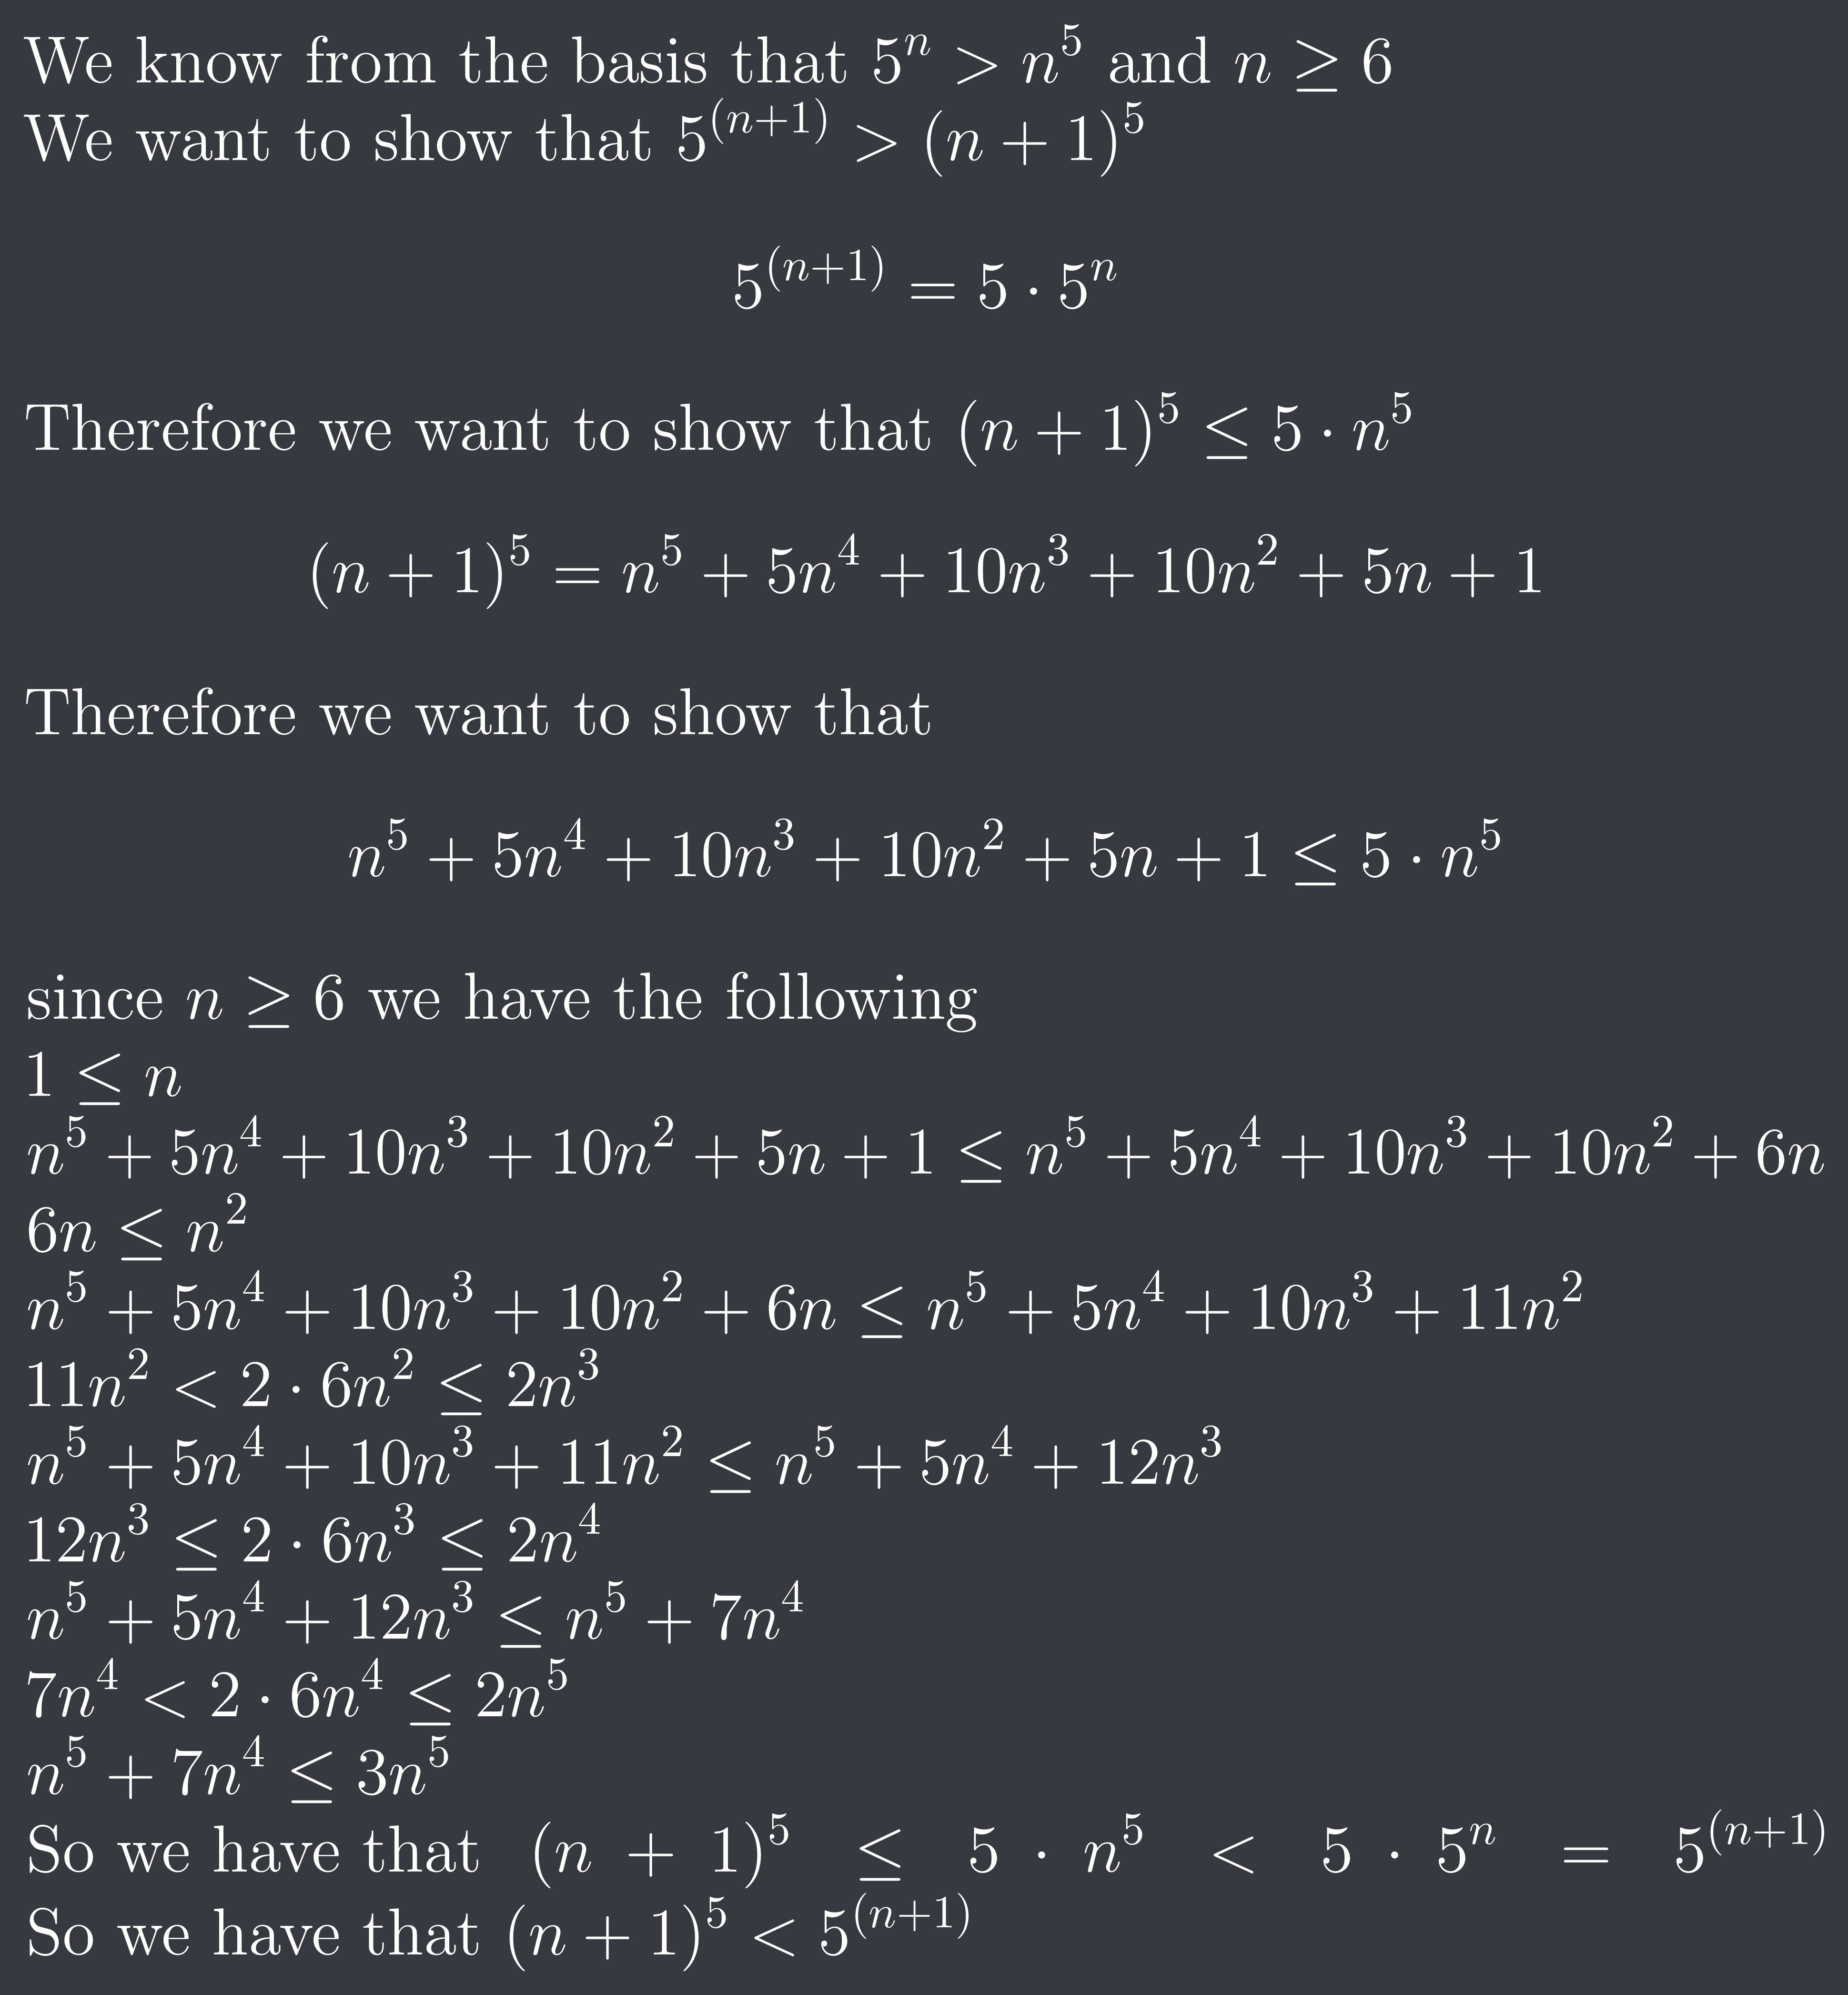 We know from the basis that 5^n > n^5 and n ≥ 6
We want to show that 5^(n+1) > (n + 1)^5
5^(n+1) = 5 · 5^n
Therefore we want to show that (n + 1)^5 ≤ 5 · n^5
(n + 1)^5 = n^5 + 5n^4 + 10n^3 + 10n^2 + 5n + 1
Therefore we want to show that
n^5 + 5n^4 + 10n^3 + 10n^2 + 5n + 1 ≤ 5 · n^5
since n ≥ 6 we have the following
1 ≤ n
n^5 + 5n^4 + 10n^3 + 10n^2 + 5n + 1 ≤ n^5 + 5n^4 + 10n^3 + 10n^2 + 6n
6n ≤ n^2
n^5 + 5n^4 + 10n^3 + 10n^2 + 6n ≤ n^5 + 5n^4 + 10n^3 + 11n^2
11n^2 < 2 · 6n^2 ≤ 2n^3
n^5 + 5n^4 + 10n^3 + 11n^2 ≤ n^5 + 5n^4 + 12n^3
12n^3 ≤ 2 · 6n^3 ≤ 2n^4
n^5 + 5n^4 + 12n^3 ≤ n^5 + 7n^4
7n^4 < 2 · 6n^4 ≤ 2n^5
n^5 + 7n^4 ≤ 3n^5
So we have that (n + 1)^5 ≤ 5 · n^5 < 5 · 5^n = 5^(n+1)
So we have that (n + 1)^5 < 5^(n+1)